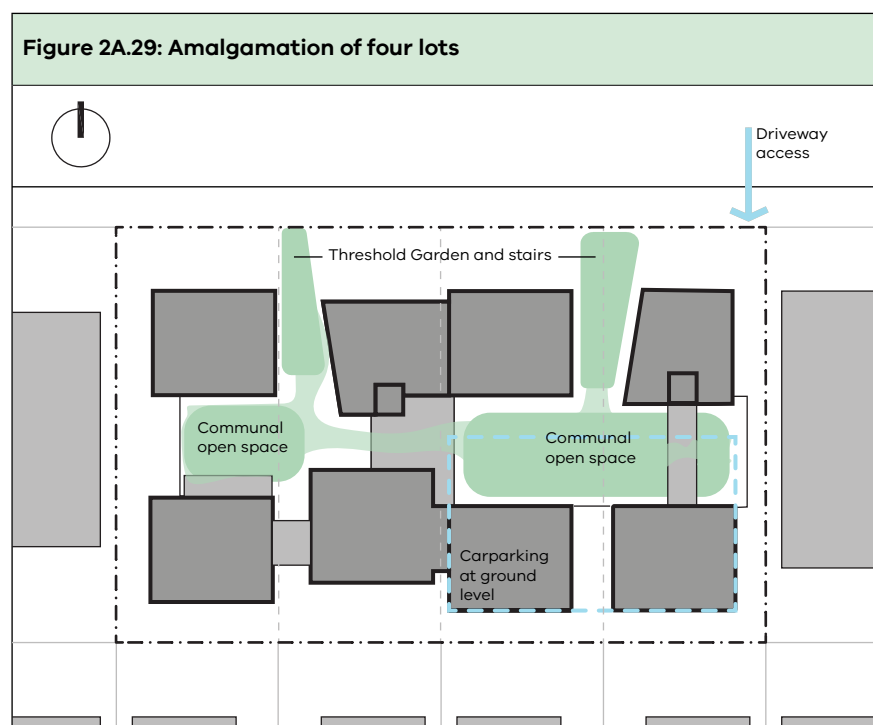 Figure 2A.29: Amalgamation of four lots
Driveway
access
Threshold Garden and stairs
Communal
open space
Communal
open space
Carparking
at ground
level